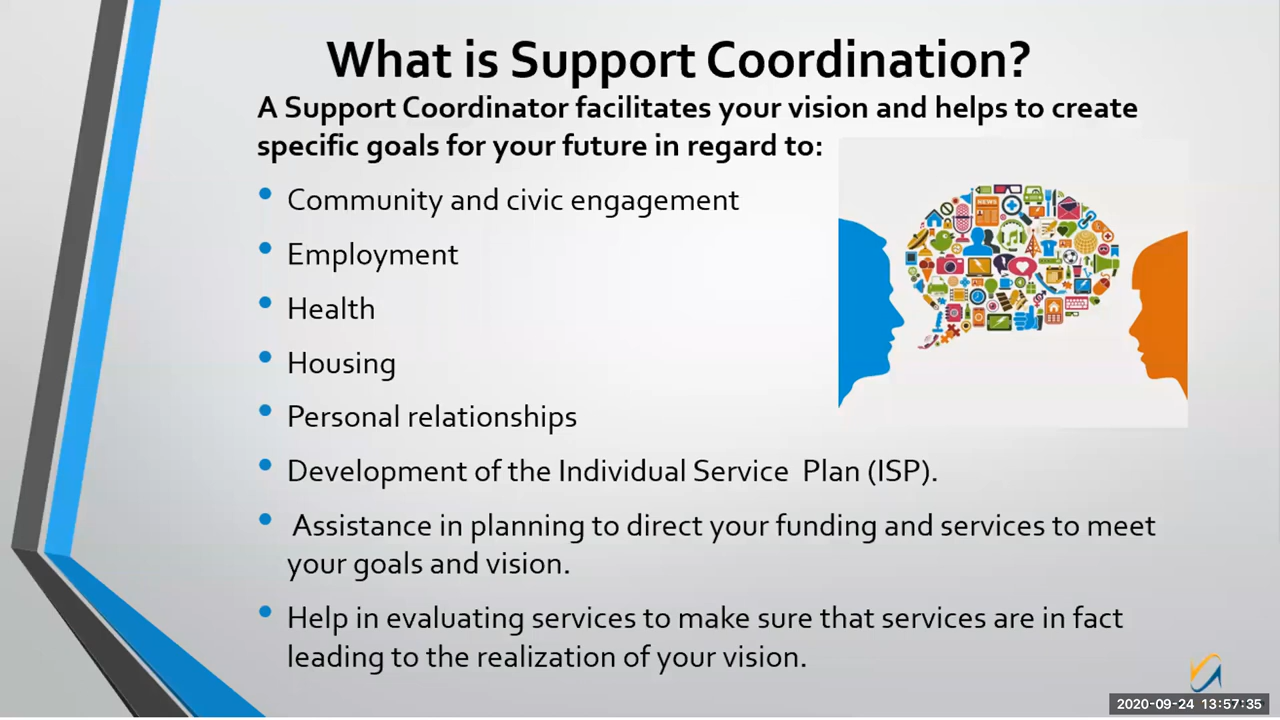 What is Support Coordination?
A Support Coordinator facilitates your vision and helps to create
specific goals for your future in regard to:
• Community and civic engagement
• Employment
• Health
• Housing
• Personal relationships
• Development of the Individual Service  Plan (ISP).
•  Assistance in planning to direct your funding and services to meet
your goals and vision.
• Help in evaluating services to make sure that services are in fact
leading to the realization of your vision.
NEWS
2020-09-24 13:57:35